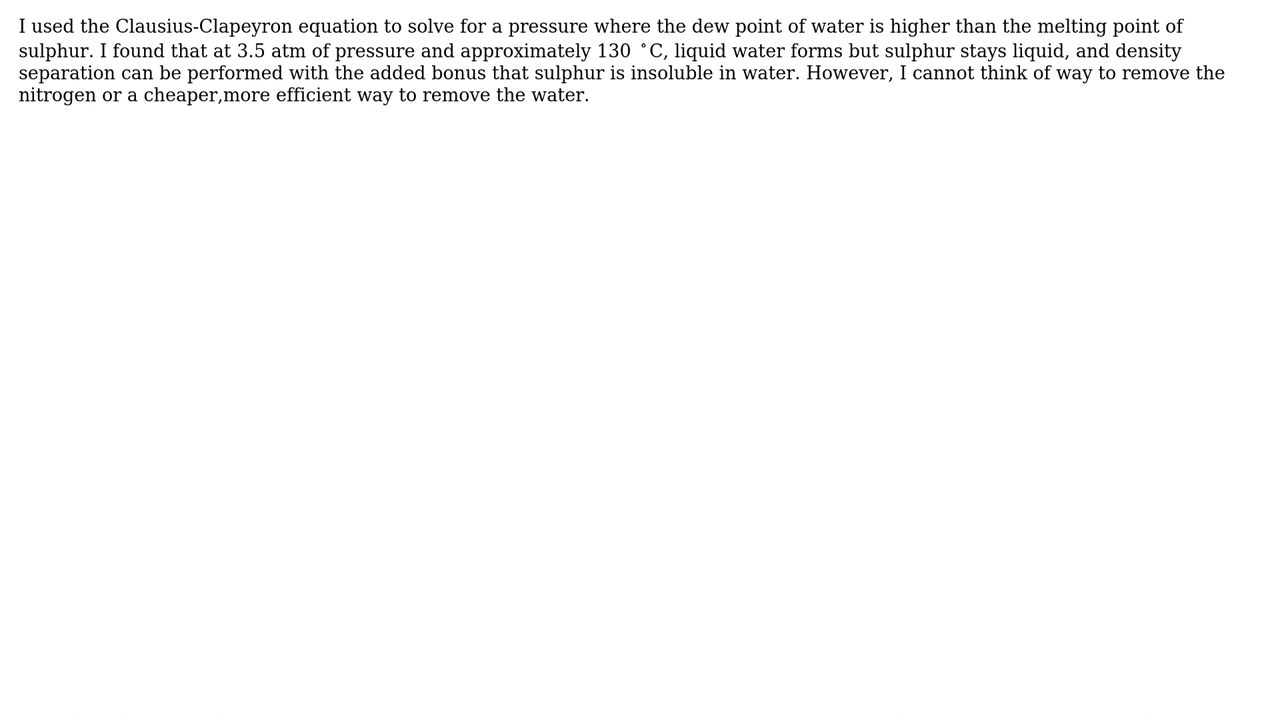 I used the Clausius-Clapeyron equation to solve for a pressure where the dew point of water is higher than the melting point of
sulphur. I found that at 3.5 atm of pressure and approximately 130 ∘C, liquid water forms but sulphur stays liquid, and density
separation can be performed with the added bonus that sulphur is insoluble in water. However, I cannot think of way to remove the
nitrogen or a cheaper,more efficient way to remove the water.